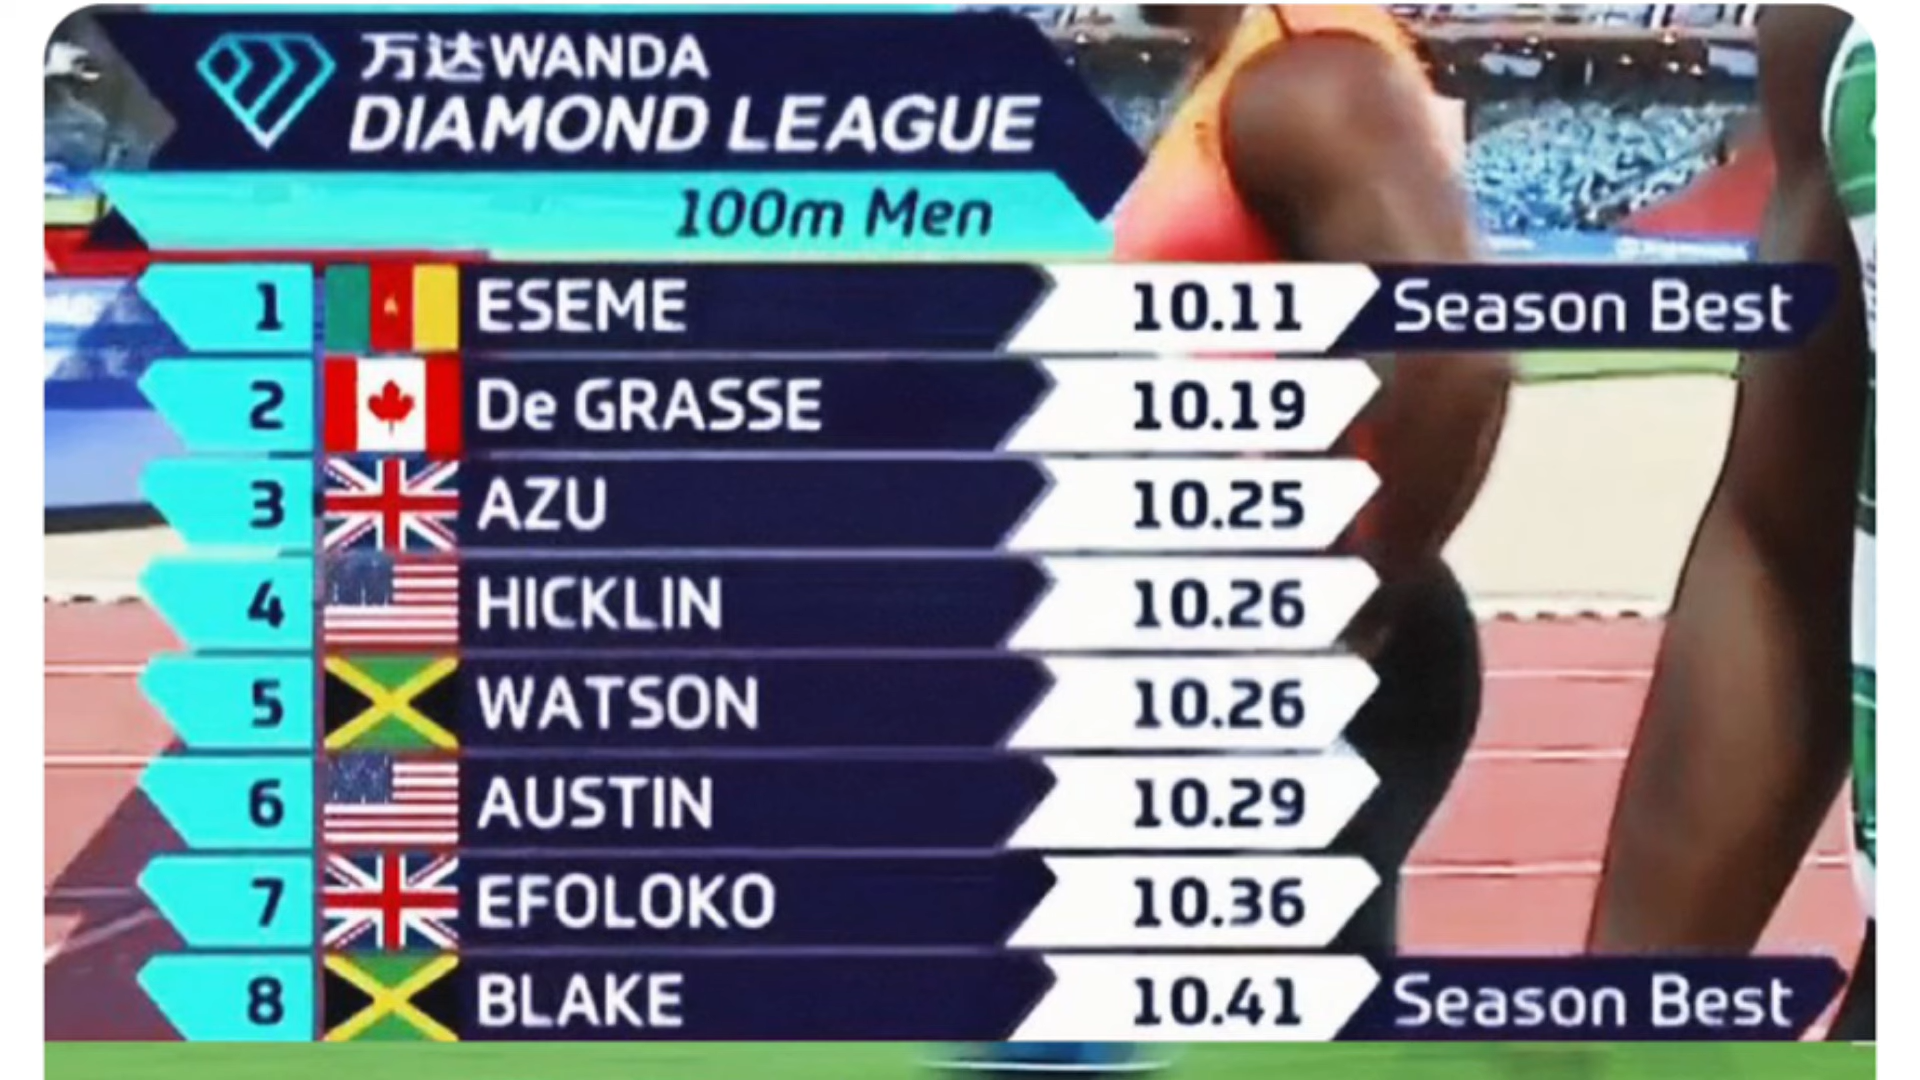 万达WANDA
DIAMOND LEAGUE
100m Men
1 ESEME 10.11 Season Best
2 De GRASSE 10.19
3 AZU 10.25
4 HICKLIN 10.26
5 WATSON 10.26
6 AUSTIN 10.29
7 EFOLOKO 10.36
8 BLAKE 10.41 Season Best